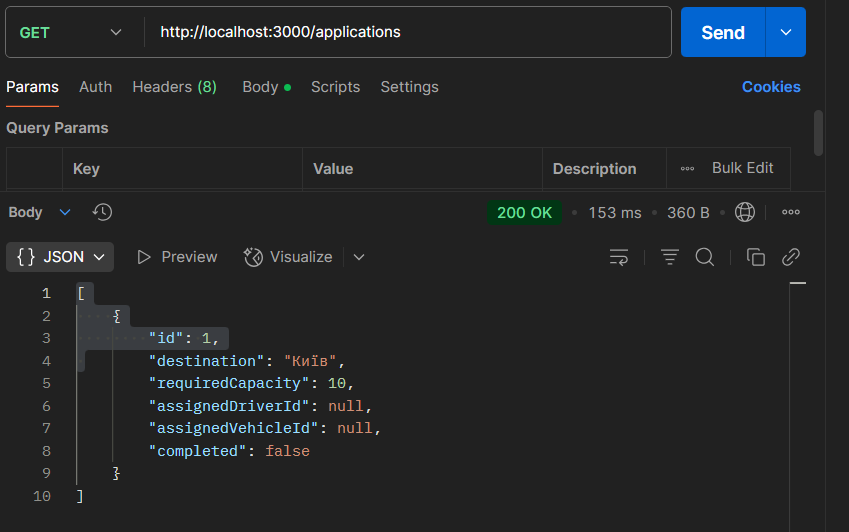 GET http://localhost:3000/applications Send
Params Auth Headers (8) Body Scripts Settings Cookies
Query Params
Key Value Description Bulk Edit
Body 200 OK 153 ms 360 B
{} JSON Preview Visualize
1 [
2 {
3 "id": 1,
4 "destination": "Київ",
5 "requiredCapacity": 10,
6 "assignedDriverId": null,
7 "assignedVehicleId": null,
8 "completed": false
9 }
10 ]